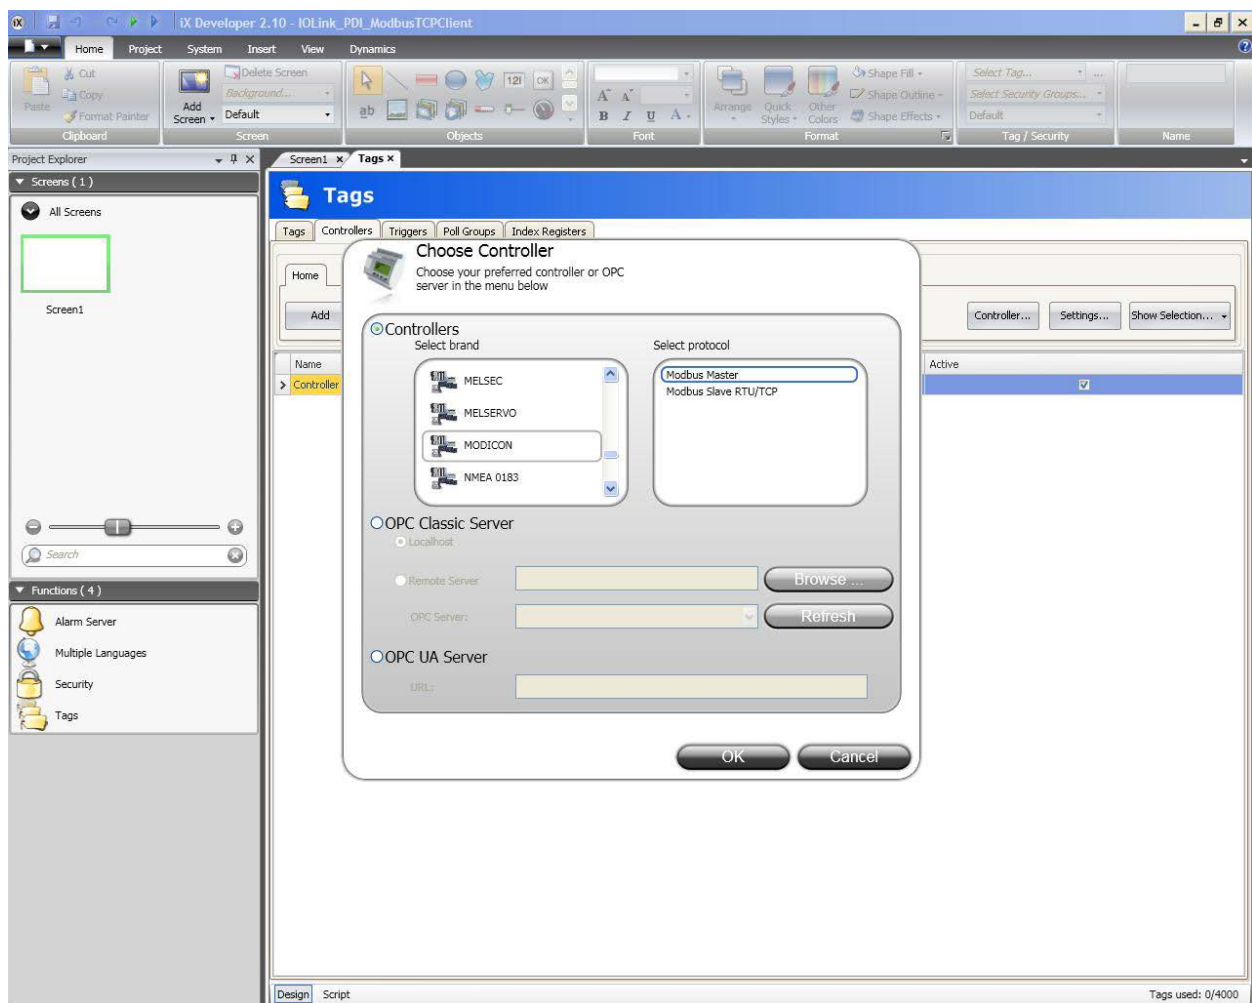 iX Developer 2.10 - IOLink_PDI_ModbusTCPClient
Home Project System Insert View Dynamics
Cut
Copy
Paste
Format Painter
Clipboard
Add Screen
Delete Screen
Background...
Default
Screen
ab
123
OK
Objects
A A
B I U A
Font
Arrange
Quick Styles
Other Colors
Shape Fill
Shape Outline
Shape Effects
Format
Select Tag...
Select Security Groups...
Default
Tag / Security
Name
Project Explorer
Screens ( 1 )
All Screens
Screen1
Search
Functions ( 4 )
Alarm Server
Multiple Languages
Security
Tags
Screen1 Tags
Tags
Tags Controllers Triggers Poll Groups Index Registers
Home
Add
Controller... Settings... Show Selection...
Name
Active
Controller
Choose Controller
Choose your preferred controller or OPC
server in the menu below
Controllers
Select brand
MELSEC
MELSERVO
MODICON
NMEA 0183
Select protocol
Modbus Master
Modbus Slave RTU/TCP
OPC Classic Server
Localhost
Remote Server
Browse ...
OPC Server:
Refresh
OPC UA Server
URL:
OK Cancel
Design Script
Tags used: 0/4000